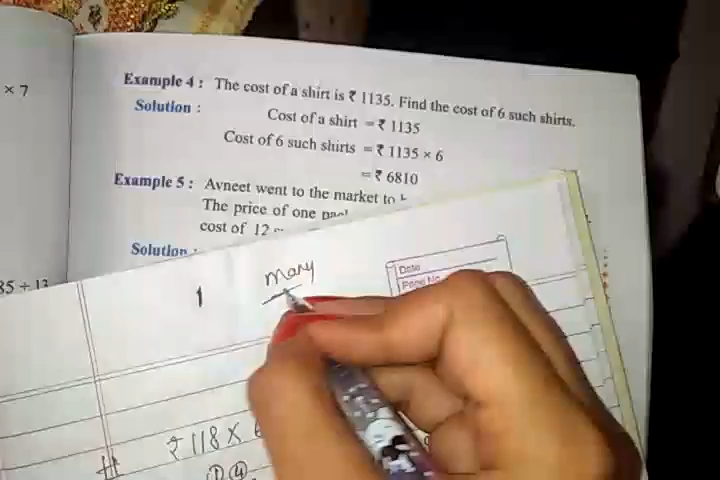 × 7
Example 4 : The cost of a shirt is ₹ 1135. Find the cost of 6 such shirts.
Solution :
Cost of a shirt = ₹ 1135
Cost of 6 such shirts = ₹ 1135 × 6
= ₹ 6810
Example 5 : Avneet went to the market to
The price of one
cost of 12
Solution
35 ÷ 13
1 many
Date
Page No
₹ 118 ×
1 4